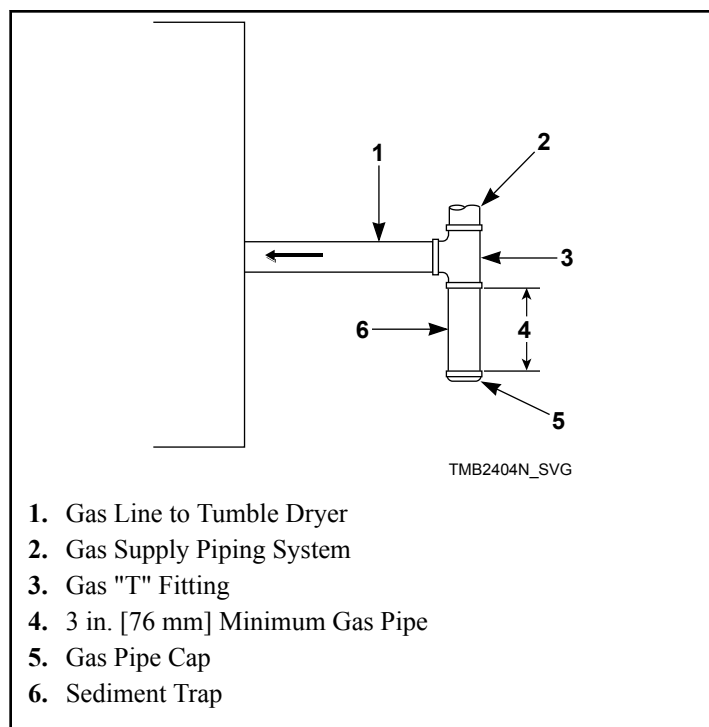 1
2
3
4
6
5
TMB2404N_SVG
1. Gas Line to Tumble Dryer
2. Gas Supply Piping System
3. Gas "T" Fitting
4. 3 in. [76 mm] Minimum Gas Pipe
5. Gas Pipe Cap
6. Sediment Trap